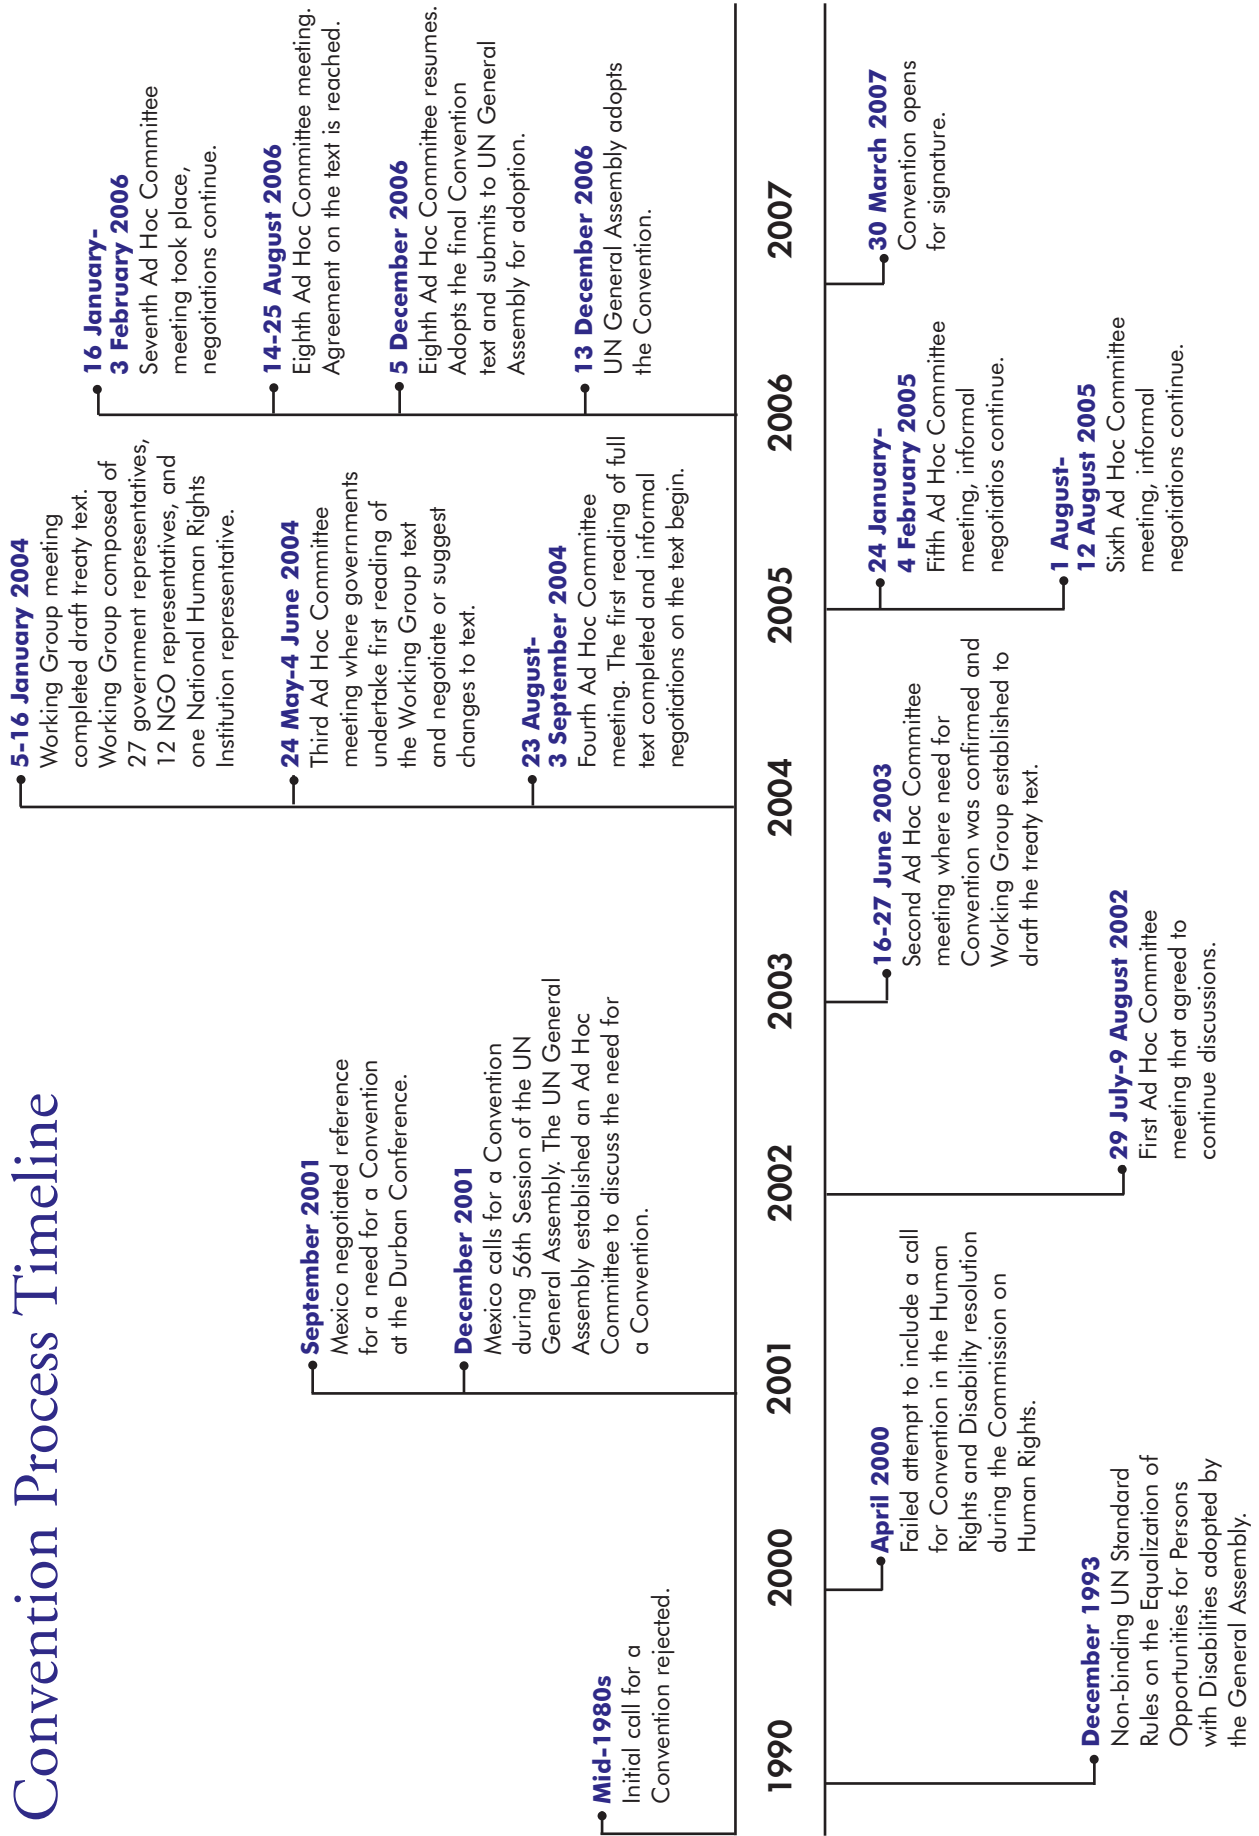 Convention Process Timeline
Mid-1980s
Initial call for a
Convention rejected.
September 2001
Mexico negotiated reference
for a need for a Convention
at the Durban Conference.
December 2001
Mexico calls for a Convention
during 56th Session of the UN
General Assembly. The UN General
Assembly established an Ad Hoc
Committee to discuss the need for
a Convention.
5-16 January 2004
Working Group meeting
completed draft treaty text.
Working Group composed of
27 government representatives,
12 NGO representatives, and
one National Human Rights
Institution representative.
24 May-4 June 2004
Third Ad Hoc Committee
meeting where governments
undertake first reading of
the Working Group text
and negotiate or suggest
changes to text.
23 August-
3 September 2004
Fourth Ad Hoc Committee
meeting. The first reading of full
text completed and informal
negotiations on the text begin.
16 January-
3 February 2006
Seventh Ad Hoc Committee
meeting took place,
negotiations continue.
14-25 August 2006
Eighth Ad Hoc Committee meeting.
Agreement on the text is reached.
5 December 2006
Eighth Ad Hoc Committee resumes.
Adopts the final Convention
text and submits to UN General
Assembly for adoption.
13 December 2006
UN General Assembly adopts
the Convention.
1990 2000 2001 2002 2003 2004 2005 2006 2007
December 1993
Non-binding UN Standard
Rules on the Equalization of
Opportunities for Persons
with Disabilities adopted by
the General Assembly.
April 2000
Failed attempt to include a call
for Convention in the Human
Rights and Disability resolution
during the Commission on
Human Rights.
29 July-9 August 2002
First Ad Hoc Committee
meeting that agreed to
continue discussions.
16-27 June 2003
Second Ad Hoc Committee
meeting where need for
Convention was confirmed and
Working Group established to
draft the treaty text.
24 January-
4 February 2005
Fifth Ad Hoc Committee
meeting, informal
negotiatios continue.
1 August-
12 August 2005
Sixth Ad Hoc Committee
meeting, informal
negotiations continue.
30 March 2007
Convention opens
for signature.